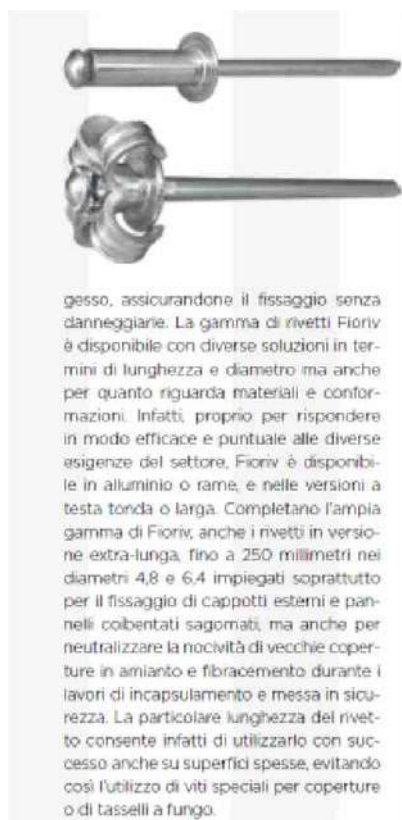 gesso, assicurandone il fissaggio senza
danneggiarle. La gamma di rivetti Fioriv
è disponibile con diverse soluzioni in ter-
mini di lunghezza e diametro ma anche
per quanto riguarda materiali e confor-
mazioni. Infatti, proprio per rispondere
in modo efficace e puntuale alle diverse
esigenze del settore, Fioriv è disponibi-
le in alluminio o rame, e nelle versioni a
testa tonda o larga. Completano l'ampia
gamma di Fioriv, anche i rivetti in versio-
ne extra-lunga, fino a 250 millimetri nei
diametri 4,8 e 6,4 impiegati soprattutto
per il fissaggio di cappotti esterni e pan-
nelli coibentati sagomati, ma anche per
neutralizzare la nocività di vecchie coper-
ture in amianto e fibracemento durante i
lavori di incapsulamento e messa in sicu-
rezza. La particolare lunghezza del rivet-
to consente infatti di utilizzarlo con suc-
cesso anche su superfici spesse, evitando
così l'utilizzo di viti speciali per coperture
o di tasselli a fungo.